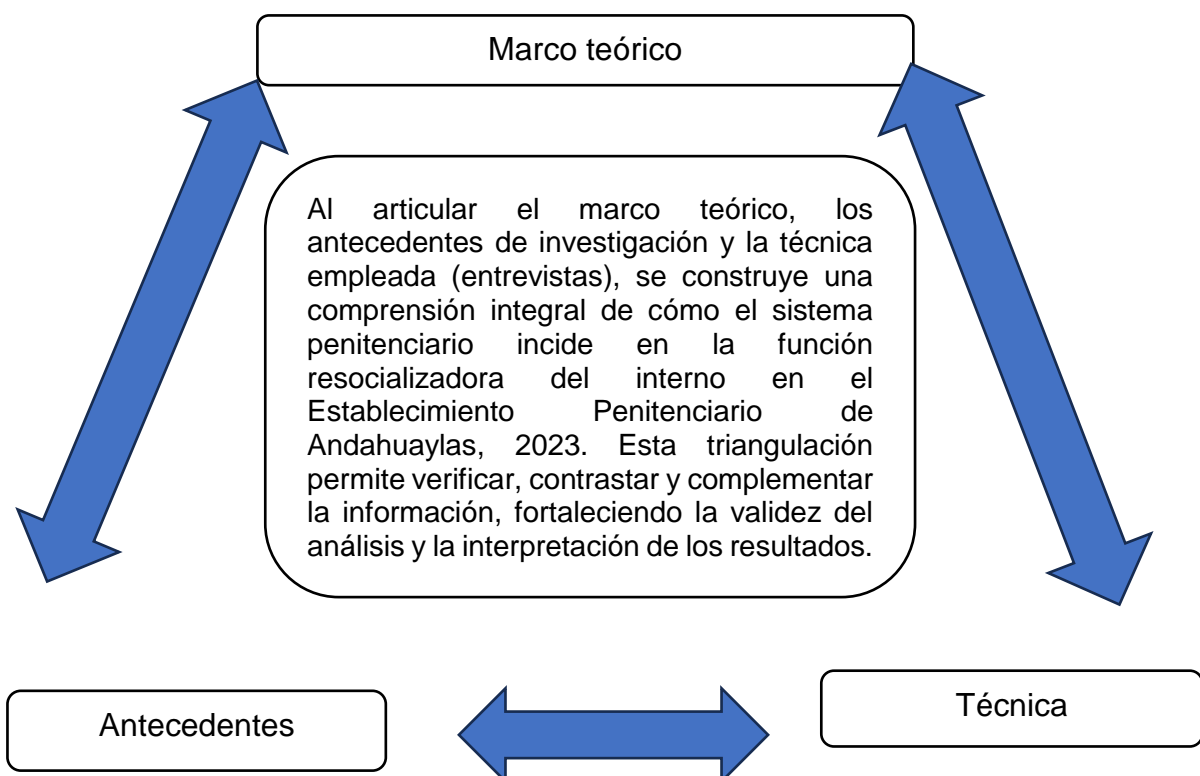 Marco teórico
Al articular el marco teórico, los
antecedentes de investigación y la técnica
empleada (entrevistas), se construye una
comprensión integral de cómo el sistema
penitenciario incide en la función
resocializadora del interno en el
Establecimiento Penitenciario de
Andahuaylas, 2023. Esta triangulación
permite verificar, contrastar y complementar
la información, fortaleciendo la validez del
análisis y la interpretación de los resultados.
Antecedentes
Técnica